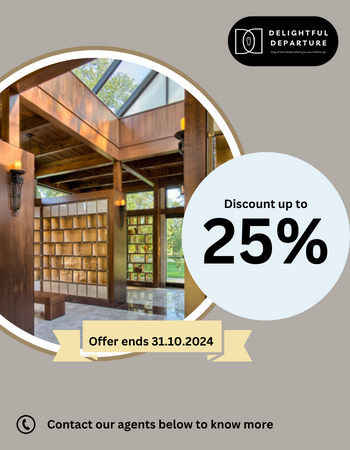 DELIGHTFUL
DEPARTURE
Discount up to
25%
Offer ends 31.10.2024
Contact our agents below to know more